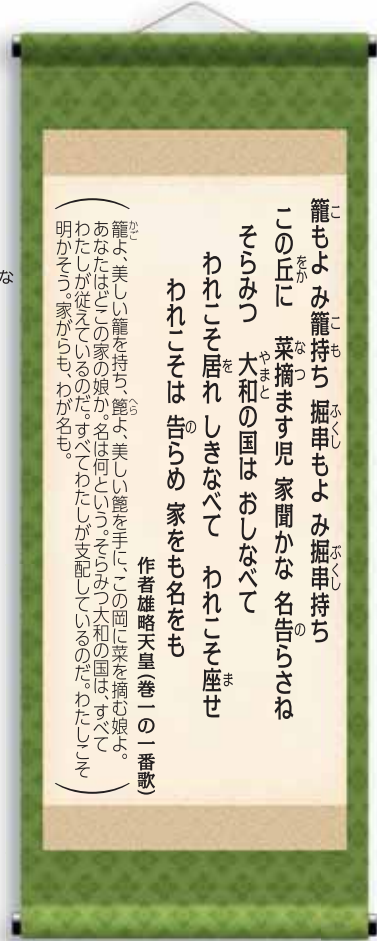 籠もよ み籠持ち 掘串もよ み掘串持ち
この丘に 菜摘ます児 家聞かな 名告らさね
そらみつ 大和の国は おしなべて
われこそ居れ しきなべて われこそ座せ
われこそは 告らめ 家をも名をも
作者雄略天皇(巻一の一番歌)
(籠よ、美しい籠を持ち、箆よ、美しい箆を手に、この岡に菜を摘む娘よ。
あなたはどこの家の娘か。名は何という。そらみつ大和の国は、すべて
わたしが従えているのだ。すべてわたしが支配しているのだ。わたしこそ
明かそう。家がらも、わが名も。)
な